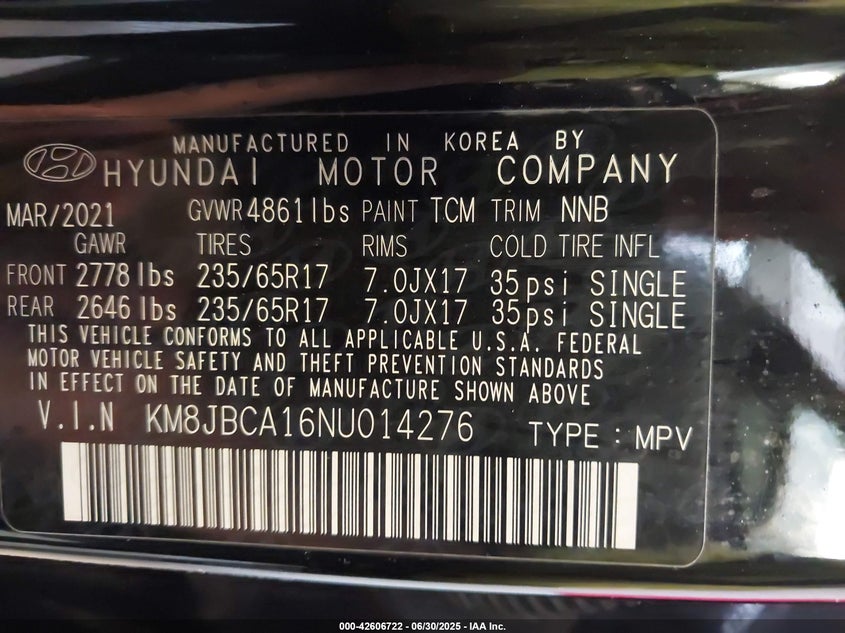 MANUFACTURED IN KOREA BY
HYUNDAI MOTOR COMPANY
MAR/2021 GVWR 4861lbs PAINT TCM TRIM NNB
GAWR TIRES RIMS COLD TIRE INFL
FRONT 2778 lbs 235/65R17 7.0JX17 35psi SINGLE
REAR 2646 lbs 235/65R17 7.0JX17 35psi SINGLE
THIS VEHICLE CONFORMS TO ALL APPLICABLE U.S.A. FEDERAL
MOTOR VEHICLE SAFETY AND THEFT PREVENTION STANDARDS
IN EFFECT ON THE DATE OF MANUFACTURE SHOWN ABOVE
V.I.N KM8JBCA16NU014276 TYPE : MPV
000-42606722 - 06/30/2025 - IAA Inc.